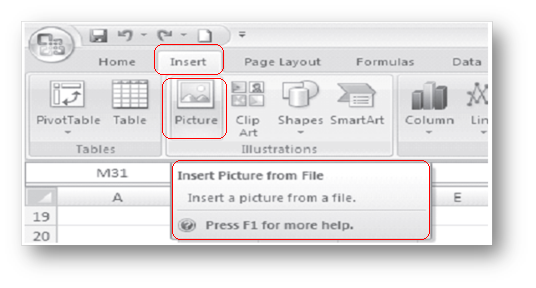 Home Insert Page Layout Formulas Data
PivotTable Table Picture Clip Art Shapes SmartArt Column
Tables Illustrations
M31
Insert Picture from File
Insert a picture from a file.
Press F1 for more help.
A E
19
20